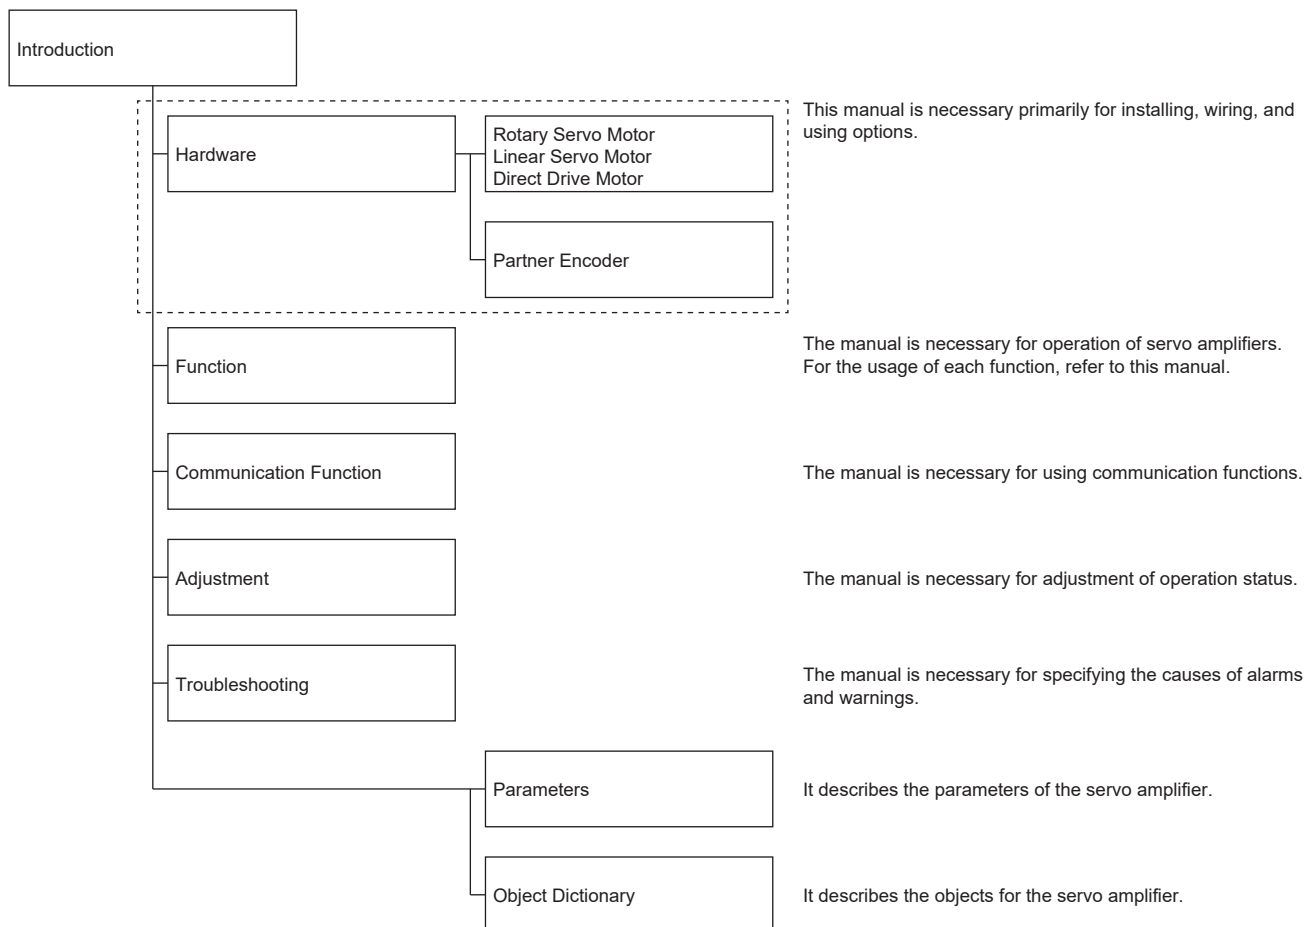 Introduction
This manual is necessary primarily for installing, wiring, and
using options.
Hardware
Rotary Servo Motor
Linear Servo Motor
Direct Drive Motor
Partner Encoder
Function
The manual is necessary for operation of servo amplifiers.
For the usage of each function, refer to this manual.
Communication Function
The manual is necessary for using communication functions.
Adjustment
The manual is necessary for adjustment of operation status.
Troubleshooting
The manual is necessary for specifying the causes of alarms
and warnings.
Parameters
It describes the parameters of the servo amplifier.
Object Dictionary
It describes the objects for the servo amplifier.